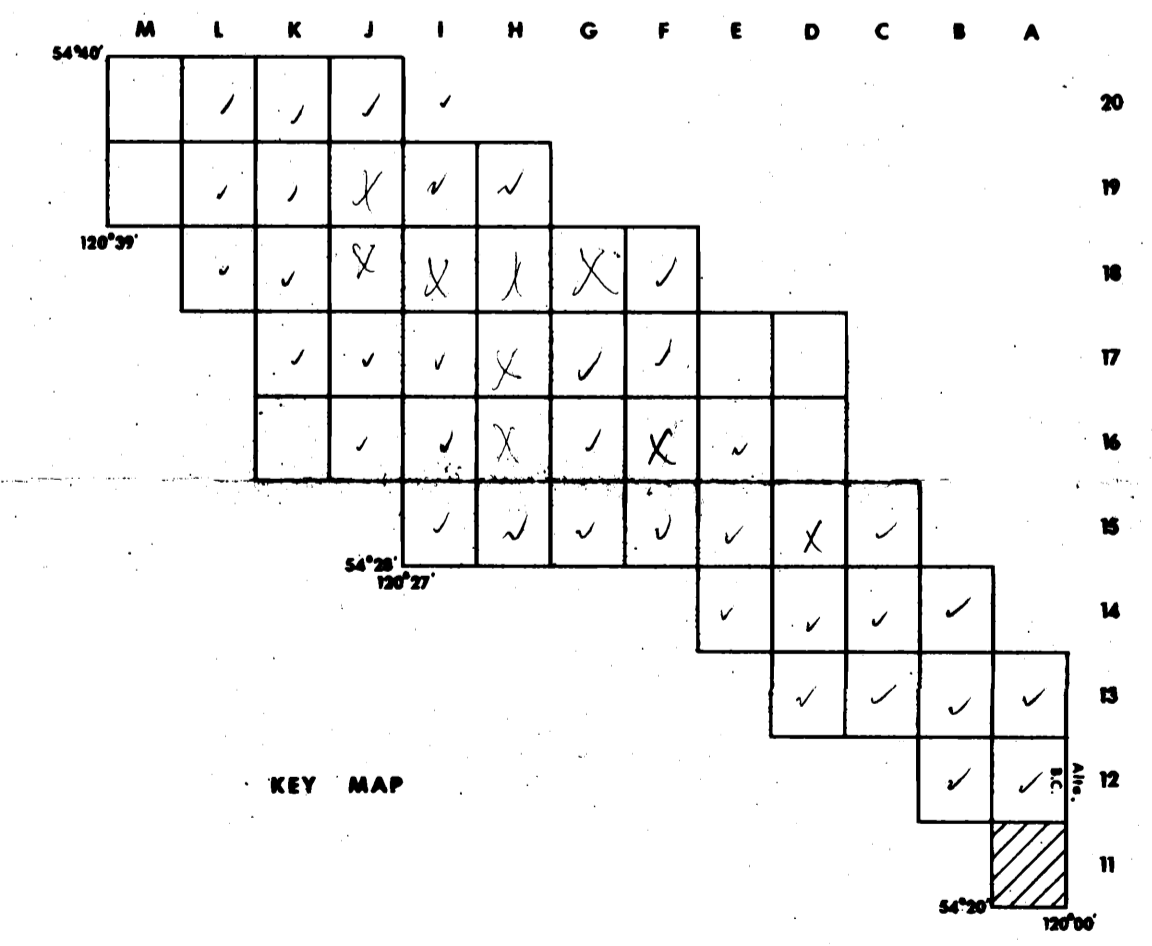 M L K J I H G F E D C B A
54°40'
20
✓ ✓ ✓ ✓
19
✓ ✓ X ✓ ✓
120°39'
18
✓ ✓ X X X X ✓
17
✓ ✓ ✓ X ✓ ✓
16
✓ ✓ X ✓ X ✓
15
✓ ✓ ✓ ✓ ✓ X ✓
54°28'
120°27'
14
✓ ✓ ✓ ✓
13
✓ ✓ ✓ ✓
KEY MAP
12
✓ ✓
Alta.
B.C.
11
54°20'
120°00'